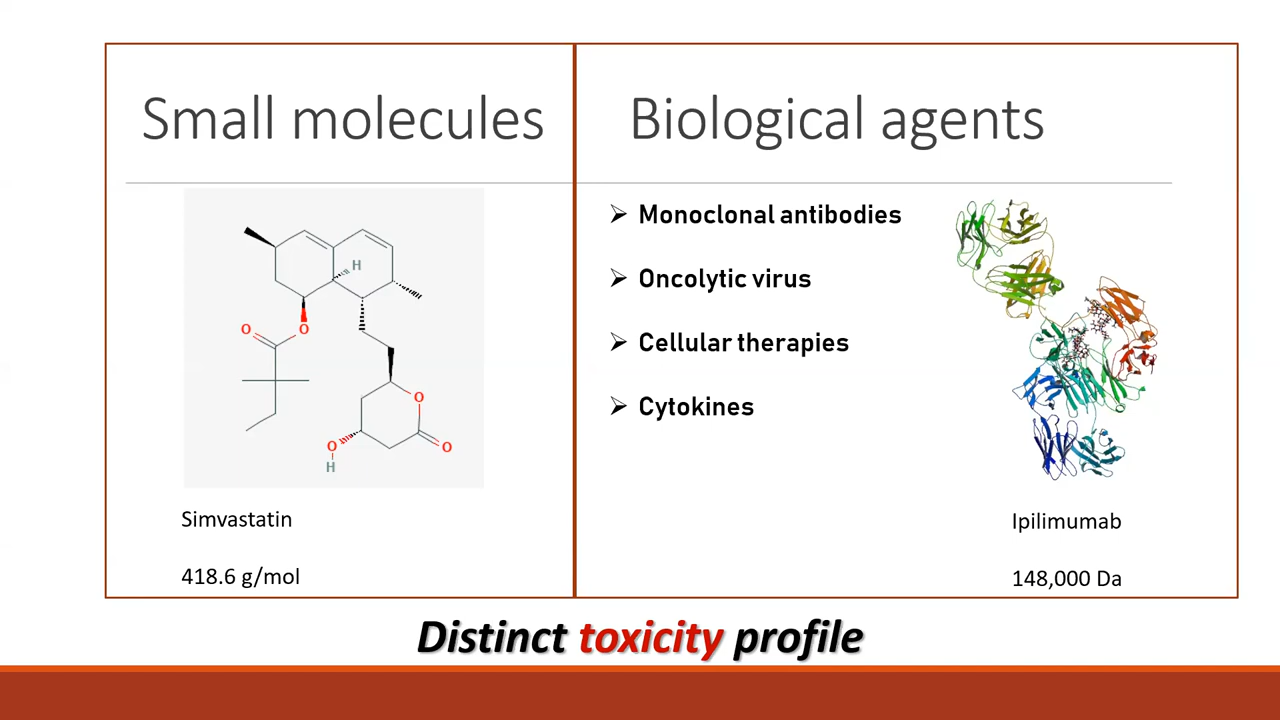 Small molecules
H
O
O
O
O
O
H
Simvastatin
418.6 g/mol
Biological agents
➢ Monoclonal antibodies
➢ Oncolytic virus
➢ Cellular therapies
➢ Cytokines
Ipilimumab
148,000 Da
Distinct toxicity profile